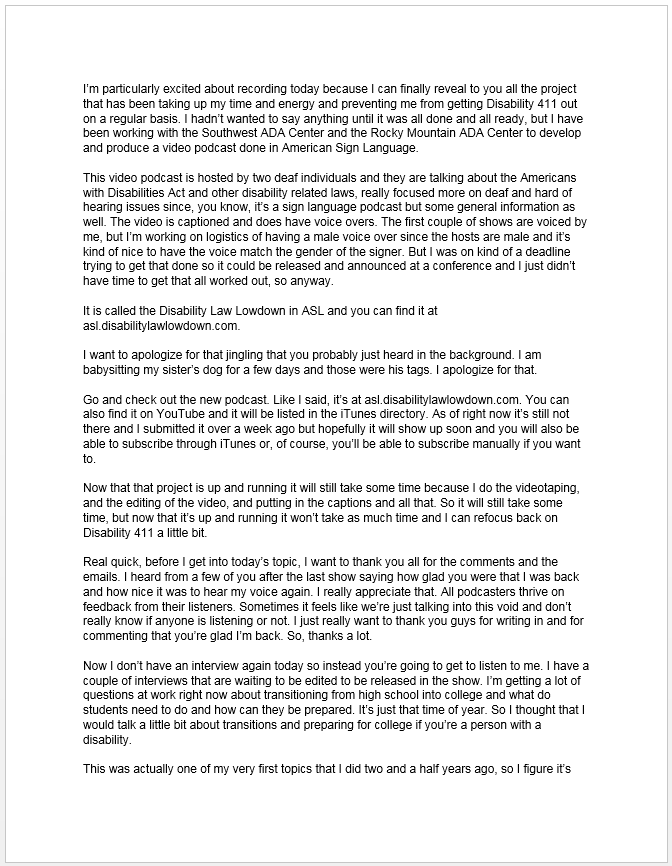 I'm particularly excited about recording today because I can finally reveal to you all the project
that has been taking up my time and energy and preventing me from getting Disability 411 out
on a regular basis. I hadn't wanted to say anything until it was all done and all ready, but I have
been working with the Southwest ADA Center and the Rocky Mountain ADA Center to develop
and produce a video podcast done in American Sign Language.
This video podcast is hosted by two deaf individuals and they are talking about the Americans
with Disabilities Act and other disability related laws, really focused more on deaf and hard of
hearing issues since, you know, it's a sign language podcast but some general information as
well. The video is captioned and does have voice overs. The first couple of shows are voiced by
me, but I'm working on logistics of having a male voice over since the hosts are male and it's
kind of nice to have the voice match the gender of the signer. But I was on kind of a deadline
trying to get that done so it could be released and announced at a conference and I just didn't
have time to get that all worked out, so anyway.
It is called the Disability Law Lowdown in ASL and you can find it at
asl.disabilitylawlowdown.com.
I want to apologize for that jingling that you probably just heard in the background. I am
babysitting my sister's dog for a few days and those were his tags. I apologize for that.
Go and check out the new podcast. Like I said, it's at asl.disabilitylawlowdown.com. You can
also find it on YouTube and it will be listed in the iTunes directory. As of right now it's still not
there and I submitted it over a week ago but hopefully it will show up soon and you will also be
able to subscribe through iTunes or, of course, you'll be able to subscribe manually if you want
to.
Now that that project is up and running it will still take some time because I do the videotaping,
and the editing of the video, and putting in the captions and all that. So it will still take some
time, but now that it's up and running it won't take as much time and I can refocus back on
Disability 411 a little bit.
Real quick, before I get into today's topic, I want to thank you all for the comments and the
emails. I heard from a few of you after the last show saying how glad you were that I was back
and how nice it was to hear my voice again. I really appreciate that. All podcasters thrive on
feedback from their listeners. Sometimes it feels like we're just talking into this void and don't
really know if anyone is listening or not. I just really want to thank you guys for writing in and for
commenting that you're glad I'm back. So, thanks a lot.
Now I don't have an interview again today so instead you're going to get to listen to me. I have a
couple of interviews that are waiting to be edited to be released in the show. I'm getting a lot of
questions at work right now about transitioning from high school into college and what do
students need to do and how can they be prepared. It's just that time of year. So I thought that I
would talk a little bit about transitions and preparing for college if you're a person with a
disability.
This was actually one of my very first topics that I did two and a half years ago, so I figure it's